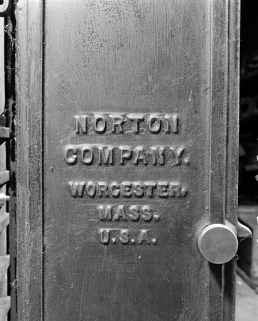 NORTON
COMPANY.
WORCESTER,
MASS.
U.S.A.